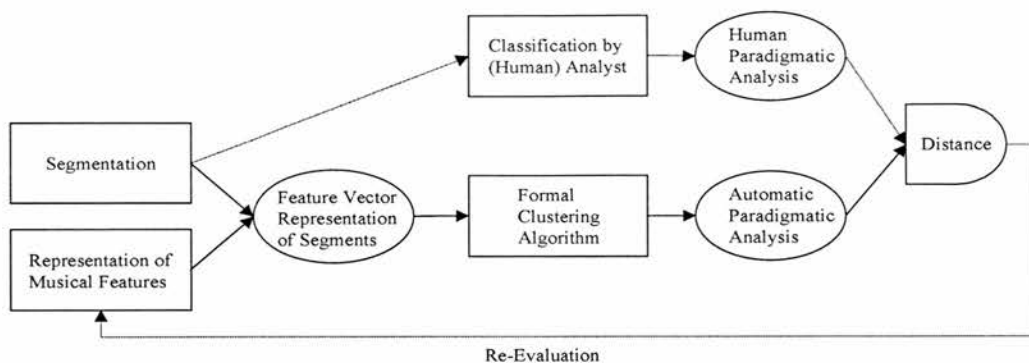 Classification by
(Human) Analyst
Human
Paradigmatic
Analysis
Segmentation
Distance
Feature Vector
Representation
of Segments
Formal
Clustering
Algorithm
Automatic
Paradigmatic
Analysis
Representation of
Musical Features
Re-Evaluation